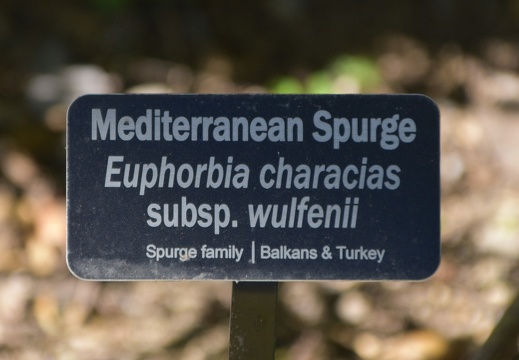 Mediterranean Spurge
Euphorbia characias
subsp. wulfenii
Spurge family | Balkans & Turkey